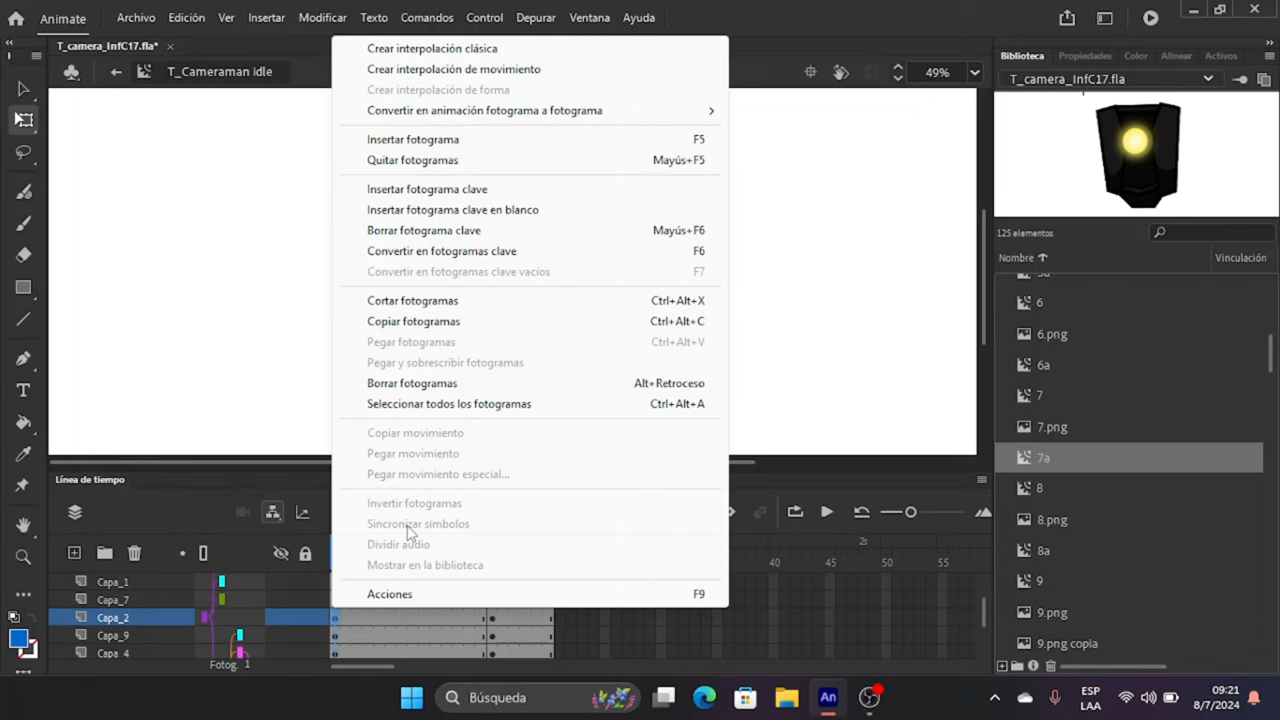 Animate Archivo Edición Ver Insertar Modificar Texto Comandos Control Depurar Ventana Ayuda
T_camera_InfC17.fla*
T_Cameraman idle
49%
Crear interpolación clásica
Crear interpolación de movimiento
Crear interpolación de forma
Convertir en animación fotograma a fotograma
Insertar fotograma F5
Quitar fotogramas Mayús+F5
Insertar fotograma clave
Insertar fotograma clave en blanco
Borrar fotograma clave Mayús+F6
Convertir en fotogramas clave F6
Convertir en fotogramas clave vacíos F7
Cortar fotogramas Ctrl+Alt+X
Copiar fotogramas Ctrl+Alt+C
Pegar fotogramas Ctrl+Alt+V
Pegar y sobrescribir fotogramas
Borrar fotogramas Alt+Retroceso
Seleccionar todos los fotogramas Ctrl+Alt+A
Copiar movimiento
Pegar movimiento
Pegar movimiento especial...
Invertir fotogramas
Sincronizar símbolos
Dividir audio
Mostrar en la biblioteca
Acciones F9
Biblioteca Propiedades Color Alinear Activos
T_camera_InfC17.fla
125 elementos
Nombre Vinculación
6
6.png
6a
7
7.png
7a
8
8.png
8a
9
9.png
9.png copia
Línea de tiempo
2s
40 45 50 55
Capa_1
Capa_7
Capa_2
Capa_9
Capa_4
Fotog. 1
Búsqueda
An
ESP
LAA
09:21
8/7/2024